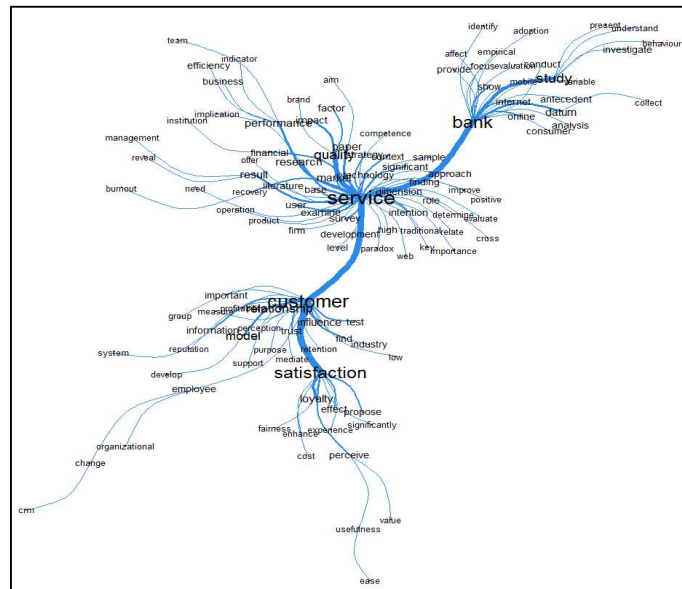 present
identify
adoption
understand
team
behaviour
affect
empirical
investigate
indicator
focus
evaluation
conduct
efficiency
provide
study
business
aim
show
mobile
variable
brand
factor
internet
antecedent
collect
implication
impact
online
datum
institution
performance
bank
analysis
competence
consumer
management
paper
financial
quality
strategy
context
sample
reveal
offer
research
significant
approach
result
market
technology
finding
burnout
need
literature
base
dimension
improve
recovery
service
positive
user
role
operation
examine
intention
determine
evaluate
product
survey
firm
development
high
traditional
relate
cross
level
paradox
key
web
importance
important
customer
group
measure
relationship
information
influence
test
perception
trust
model
find
system
reputation
purpose
retention
industry
support
mediate
low
develop
satisfaction
employee
loyalty
effect
propose
fairness
experience
significantly
enhance
organizational
cost
perceive
change
crm
value
usefulness
ease